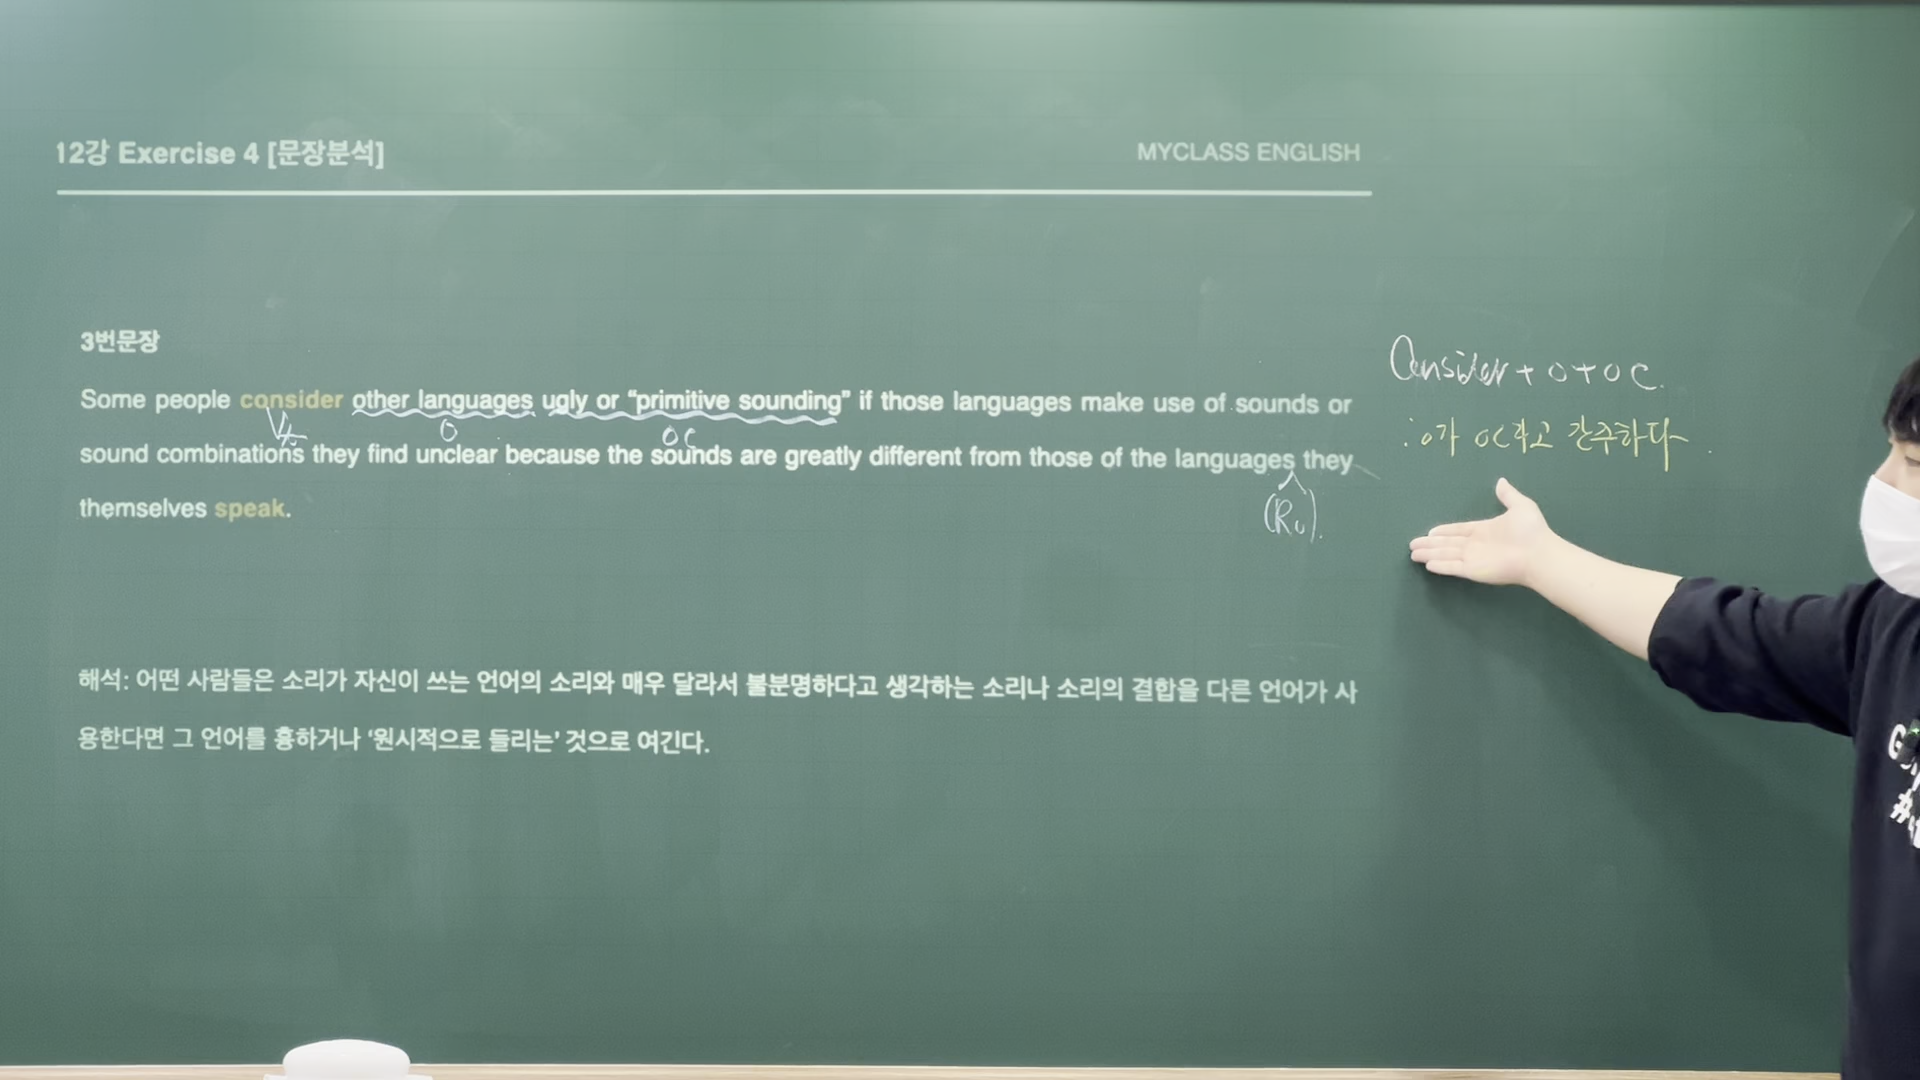 12강 Exercise 4 [문장분석]
MYCLASS ENGLISH
3번문장
Some people consider other languages ugly or “primitive sounding” if those languages make use of sounds or
V5 O OC
sound combinations they find unclear because the sounds are greatly different from those of the languages they
themselves speak.
Consider + O + OC.
: O가 OC라고 간주하다.
해석: 어떤 사람들은 소리가 자신이 쓰는 언어의 소리와 매우 달라서 불분명하다고 생각하는 소리나 소리의 결합을 다른 언어가 사
용한다면 그 언어를 흉하거나 ‘원시적으로 들리는’ 것으로 여긴다.